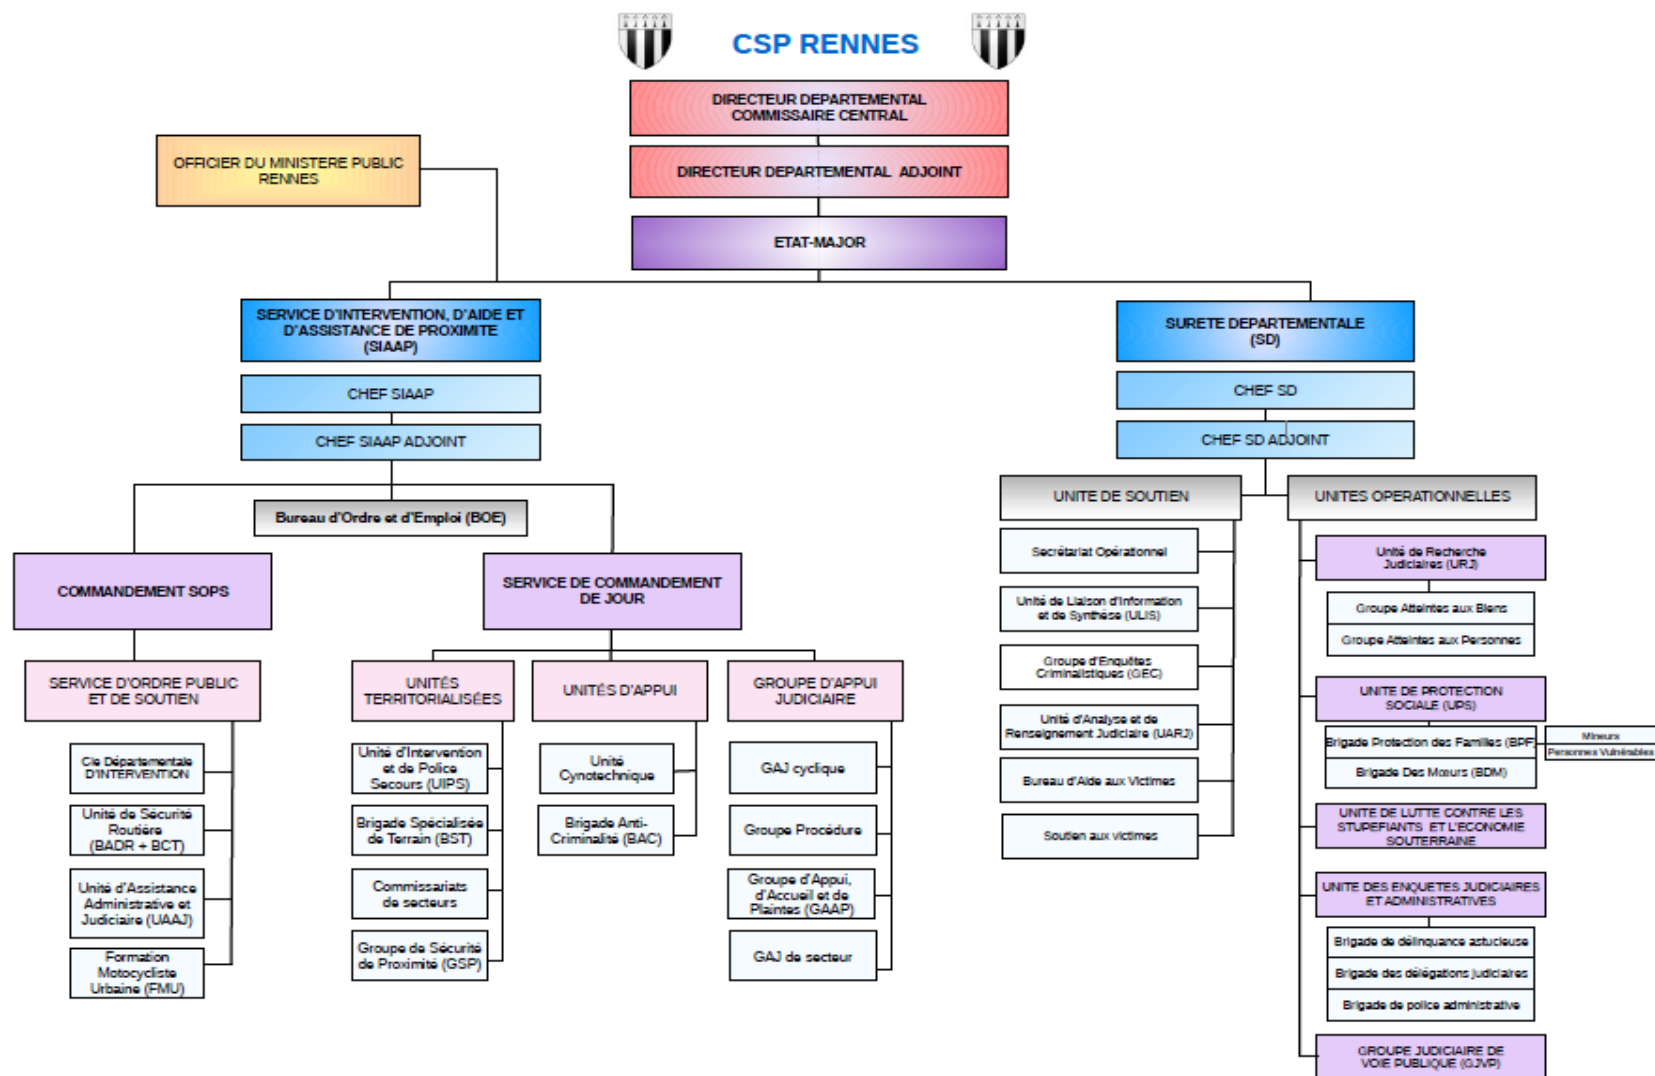 CSP RENNES
DIRECTEUR DEPARTEMENTAL
COMMISSAIRE CENTRAL
OFFICIER DU MINISTERE PUBLIC
RENNES
DIRECTEUR DEPARTEMENTAL ADJOINT
ETAT-MAJOR
SERVICE D'INTERVENTION, D'AIDE ET
D'ASSISTANCE DE PROXIMITE
(SIAAP)
CHEF SIAAP
CHEF SIAAP ADJOINT
Bureau d'Ordre et d'Emploi (BOE)
COMMANDEMENT SOPS
SERVICE D'ORDRE PUBLIC
ET DE SOUTIEN
Cie Départementale
D'INTERVENTION
Unité de Sécurité
Routière
(BADR + BCT)
Unité d'Assistance
Administrative et
Judiciaire (UAAJ)
Formation
Motocycliste
Urbaine (FMU)
SERVICE DE COMMANDEMENT
DE JOUR
UNITÉS
TERRITORIALISÉES
Unité d'Intervention
et de Police
Secours (UIPS)
Brigade Spécialisée
de Terrain (BST)
Commissariats
de secteurs
Groupe de Sécurité
de Proximité (GSP)
UNITÉS D'APPUI
Unité
Cynotechnique
Brigade Anti-
Criminalité (BAC)
GROUPE D'APPUI
JUDICIAIRE
GAJ cyclique
Groupe Procédure
Groupe d'Appui,
d'Accueil et de
Plaintes (GAAP)
GAJ de secteur
SURETE DEPARTEMENTALE
(SD)
CHEF SD
CHEF SD ADJOINT
UNITE DE SOUTIEN
Secrétariat Opérationnel
Unité de Liaison d'Information
et de Synthèse (ULIS)
Groupe d'Enquêtes
Criminalistiques (GEC)
Unité d'Analyse et de
Renseignement Judiciaire (UARJ)
Bureau d'Aide aux Victimes
Soutien aux victimes
UNITES OPERATIONNELLES
Unité de Recherche
Judiciaires (URJ)
Groupe Atteintes aux Biens
Groupe Atteintes aux Personnes
UNITE DE PROTECTION
SOCIALE (UPS)
Brigade Protection des Familles (BPF)
Mineurs
Personnes Vulnérables
Brigade Des Mœurs (BDM)
UNITE DE LUTTE CONTRE LES
STUPEFIANTS ET L'ECONOMIE
SOUTERRAINE
UNITE DES ENQUETES JUDICIAIRES
ET ADMINISTRATIVES
Brigade de délinquance astucieuse
Brigade des délégations judiciaires
Brigade de police administrative
GROUPE JUDICIAIRE DE
VOIE PUBLIQUE (GJVP)